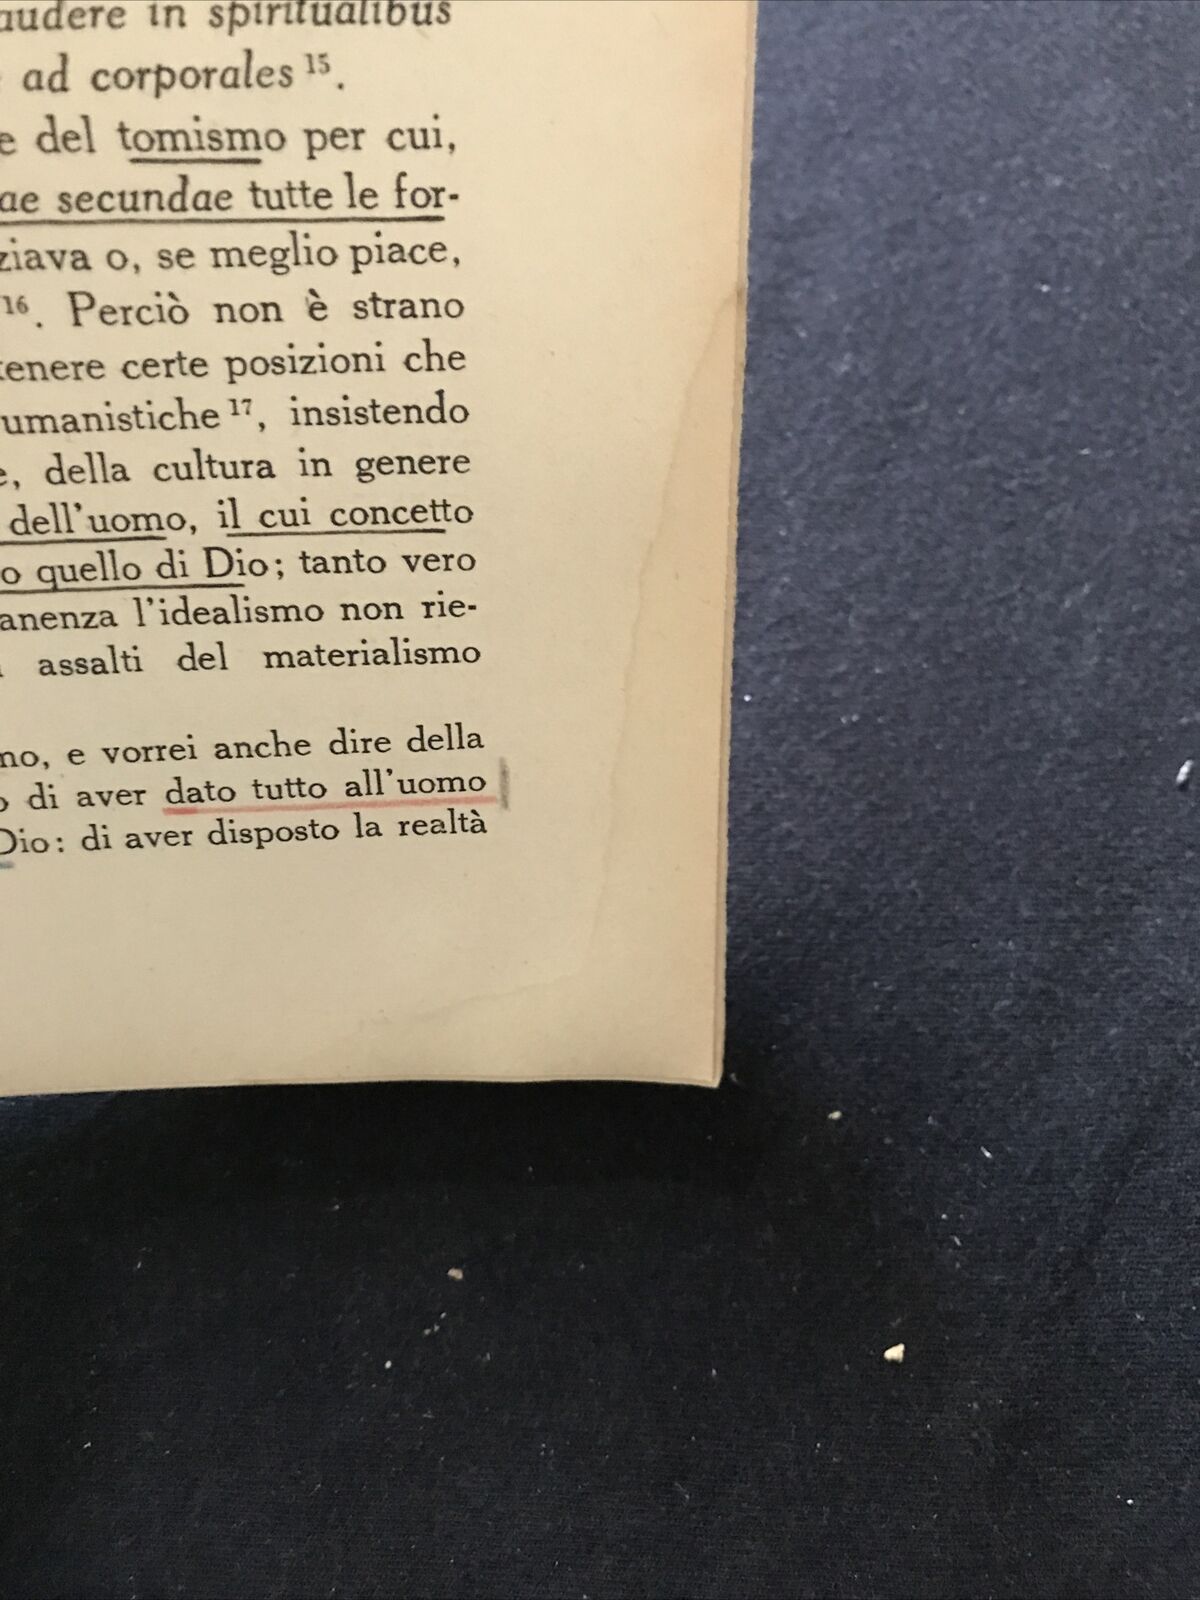 audere in spiritualibus
ad corporales 15.
e del tomismo per cui,
ae secundae tutte le for-
ziava o, se meglio piace,
16. Perciò non è strano
tenere certe posizioni che
umanistiche 17, insistendo
e, della cultura in genere
dell'uomo, il cui concetto
o quello di Dio; tanto vero
anenza l'idealismo non rie-
assalti del materialismo
mo, e vorrei anche dire della
o di aver dato tutto all'uomo
Dio: di aver disposto la realtà